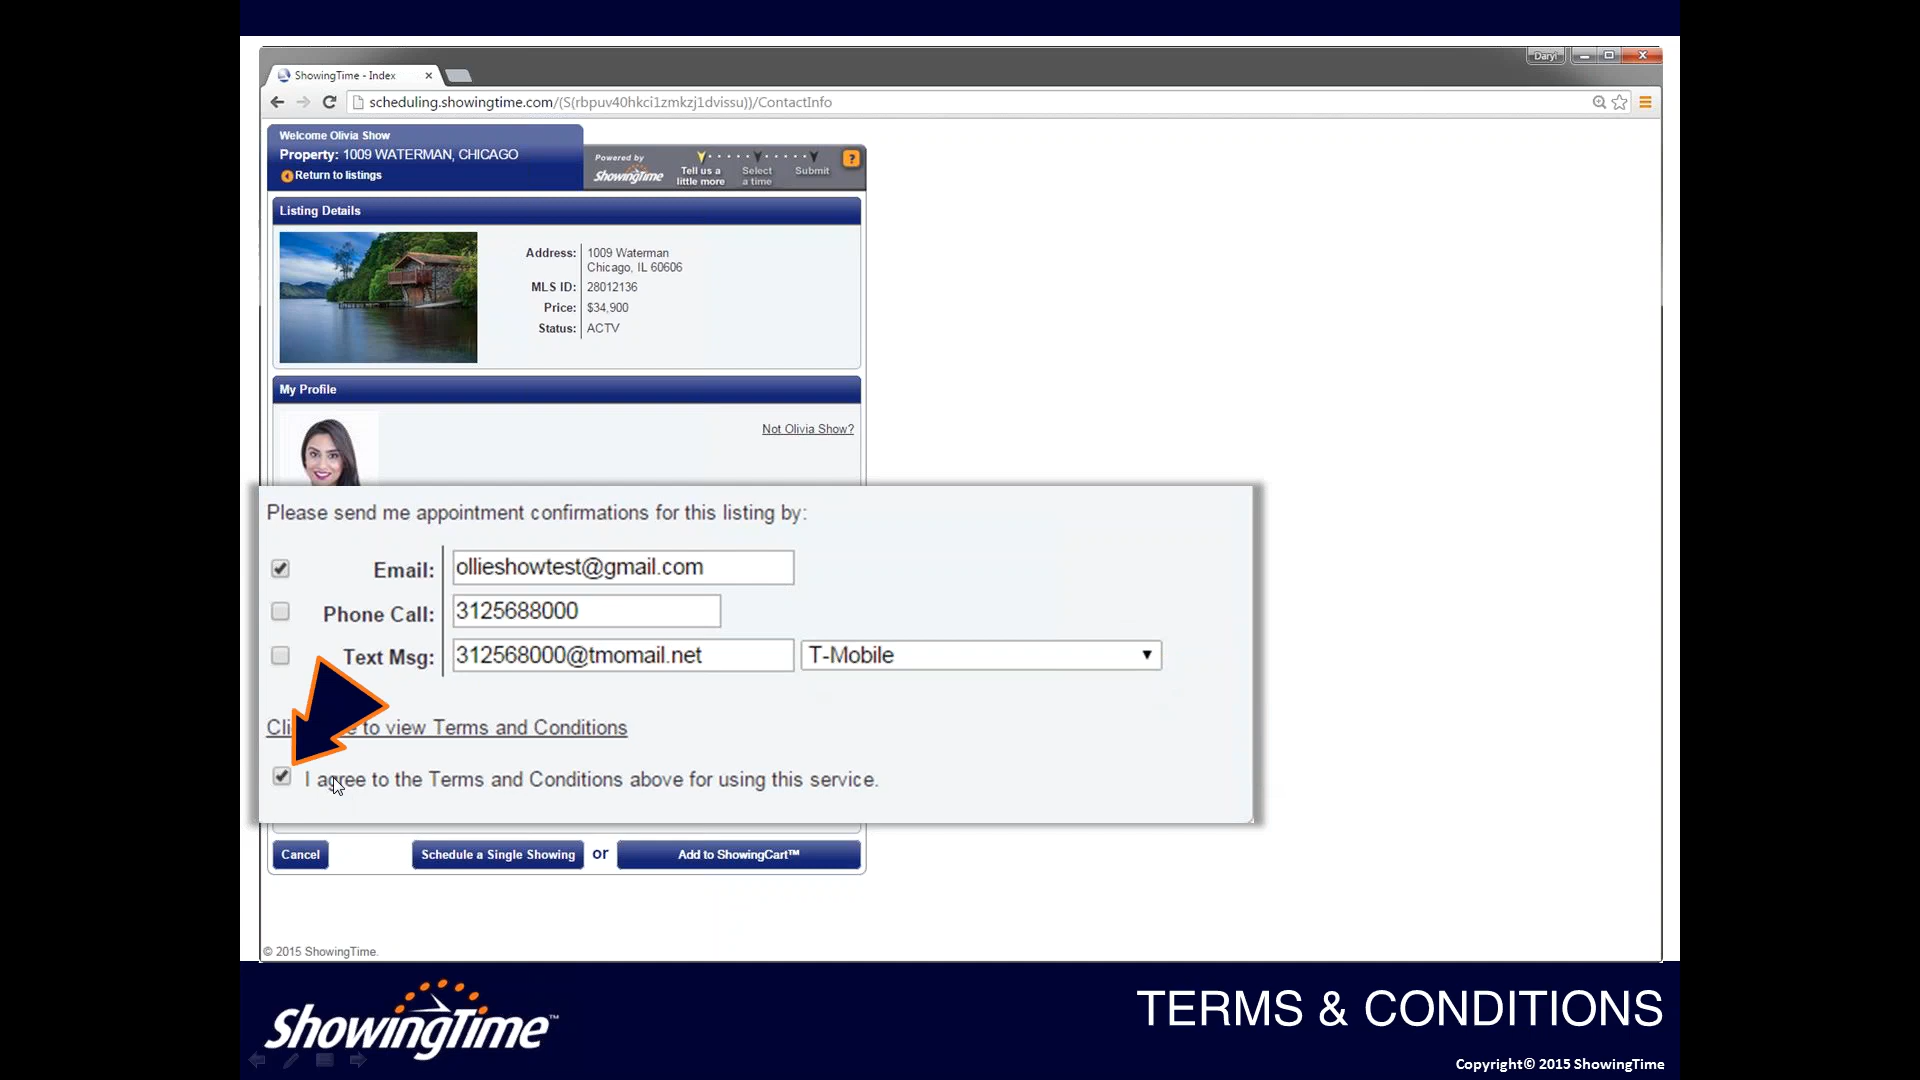 Daryl
ShowingTime - Index
scheduling.showingtime.com/(S(rbpuv40hkci1zmkzj1dvissu))/ContactInfo
Welcome Olivia Show
Property: 1009 WATERMAN, CHICAGO
Return to listings
Powered by
ShowingTime
Tell us a little more
Select a time
Submit
?
Listing Details
Address: 1009 Waterman
Chicago, IL 60606
MLS ID: 28012136
Price: $34,900
Status: ACTV
My Profile
Not Olivia Show?
Please send me appointment confirmations for this listing by:
Email: ollieshowtest@gmail.com
Phone Call: 3125688000
Text Msg: 312568000@tmomail.net T-Mobile
to view Terms and Conditions
I agree to the Terms and Conditions above for using this service.
Cancel
Schedule a Single Showing
or
Add to ShowingCart™
© 2015 ShowingTime.
ShowingTime™
TERMS & CONDITIONS
Copyright© 2015 ShowingTime